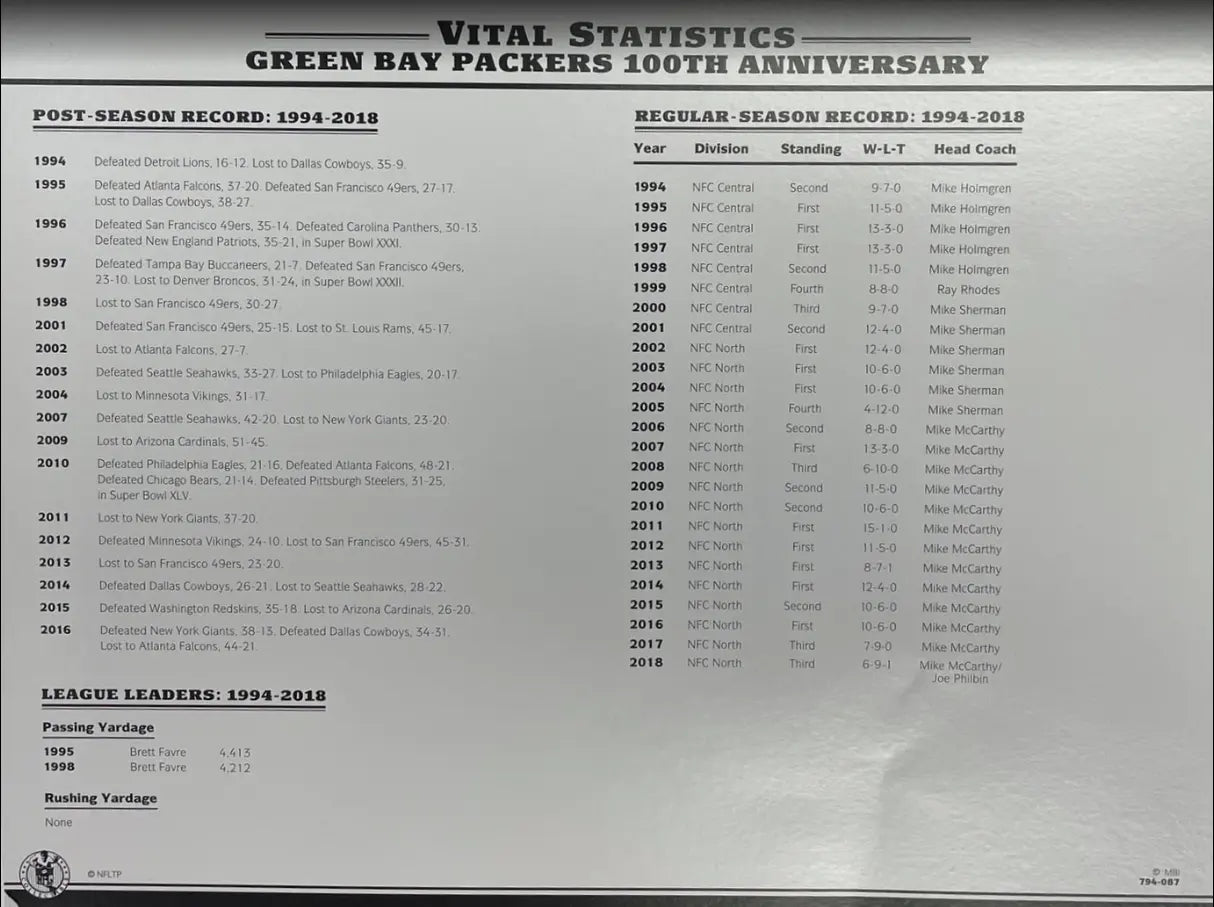 VITAL STATISTICS
GREEN BAY PACKERS 100TH ANNIVERSARY
POST-SEASON RECORD: 1994-2018
1994 Defeated Detroit Lions, 16-12. Lost to Dallas Cowboys, 35-9.
1995 Defeated Atlanta Falcons, 37-20. Defeated San Francisco 49ers, 27-17.
Lost to Dallas Cowboys, 38-27.
1996 Defeated San Francisco 49ers, 35-14. Defeated Carolina Panthers, 30-13.
Defeated New England Patriots, 35-21, in Super Bowl XXXI.
1997 Defeated Tampa Bay Buccaneers, 21-7. Defeated San Francisco 49ers,
23-10. Lost to Denver Broncos, 31-24, in Super Bowl XXXII.
1998 Lost to San Francisco 49ers, 30-27.
2001 Defeated San Francisco 49ers, 25-15. Lost to St. Louis Rams, 45-17.
2002 Lost to Atlanta Falcons, 27-7.
2003 Defeated Seattle Seahawks, 33-27. Lost to Philadelphia Eagles, 20-17.
2004 Lost to Minnesota Vikings, 31-17.
2007 Defeated Seattle Seahawks, 42-20. Lost to New York Giants, 23-20.
2009 Lost to Arizona Cardinals, 51-45.
2010 Defeated Philadelphia Eagles, 21-16. Defeated Atlanta Falcons, 48-21.
Defeated Chicago Bears, 21-14. Defeated Pittsburgh Steelers, 31-25,
in Super Bowl XLV.
2011 Lost to New York Giants, 37-20.
2012 Defeated Minnesota Vikings, 24-10. Lost to San Francisco 49ers, 45-31.
2013 Lost to San Francisco 49ers, 23-20.
2014 Defeated Dallas Cowboys, 26-21. Lost to Seattle Seahawks, 28-22.
2015 Defeated Washington Redskins, 35-18. Lost to Arizona Cardinals, 26-20.
2016 Defeated New York Giants, 38-13. Defeated Dallas Cowboys, 34-31.
Lost to Atlanta Falcons, 44-21.
LEAGUE LEADERS: 1994-2018
Passing Yardage
1995 Brett Favre 4,413
1998 Brett Favre 4,212
Rushing Yardage
None
© NFLTP
REGULAR-SEASON RECORD: 1994-2018
Year Division Standing W-L-T Head Coach
1994 NFC Central Second 9-7-0 Mike Holmgren
1995 NFC Central First 11-5-0 Mike Holmgren
1996 NFC Central First 13-3-0 Mike Holmgren
1997 NFC Central First 13-3-0 Mike Holmgren
1998 NFC Central Second 11-5-0 Mike Holmgren
1999 NFC Central Fourth 8-8-0 Ray Rhodes
2000 NFC Central Third 9-7-0 Mike Sherman
2001 NFC Central Second 12-4-0 Mike Sherman
2002 NFC North First 12-4-0 Mike Sherman
2003 NFC North First 10-6-0 Mike Sherman
2004 NFC North First 10-6-0 Mike Sherman
2005 NFC North Fourth 4-12-0 Mike Sherman
2006 NFC North Second 8-8-0 Mike McCarthy
2007 NFC North First 13-3-0 Mike McCarthy
2008 NFC North Third 6-10-0 Mike McCarthy
2009 NFC North Second 11-5-0 Mike McCarthy
2010 NFC North Second 10-6-0 Mike McCarthy
2011 NFC North First 15-1-0 Mike McCarthy
2012 NFC North First 11-5-0 Mike McCarthy
2013 NFC North First 8-7-1 Mike McCarthy
2014 NFC North First 12-4-0 Mike McCarthy
2015 NFC North Second 10-6-0 Mike McCarthy
2016 NFC North First 10-6-0 Mike McCarthy
2017 NFC North Third 7-9-0 Mike McCarthy
2018 NFC North Third 6-9-1 Mike McCarthy/
Joe Philbin
© MBI
794-087